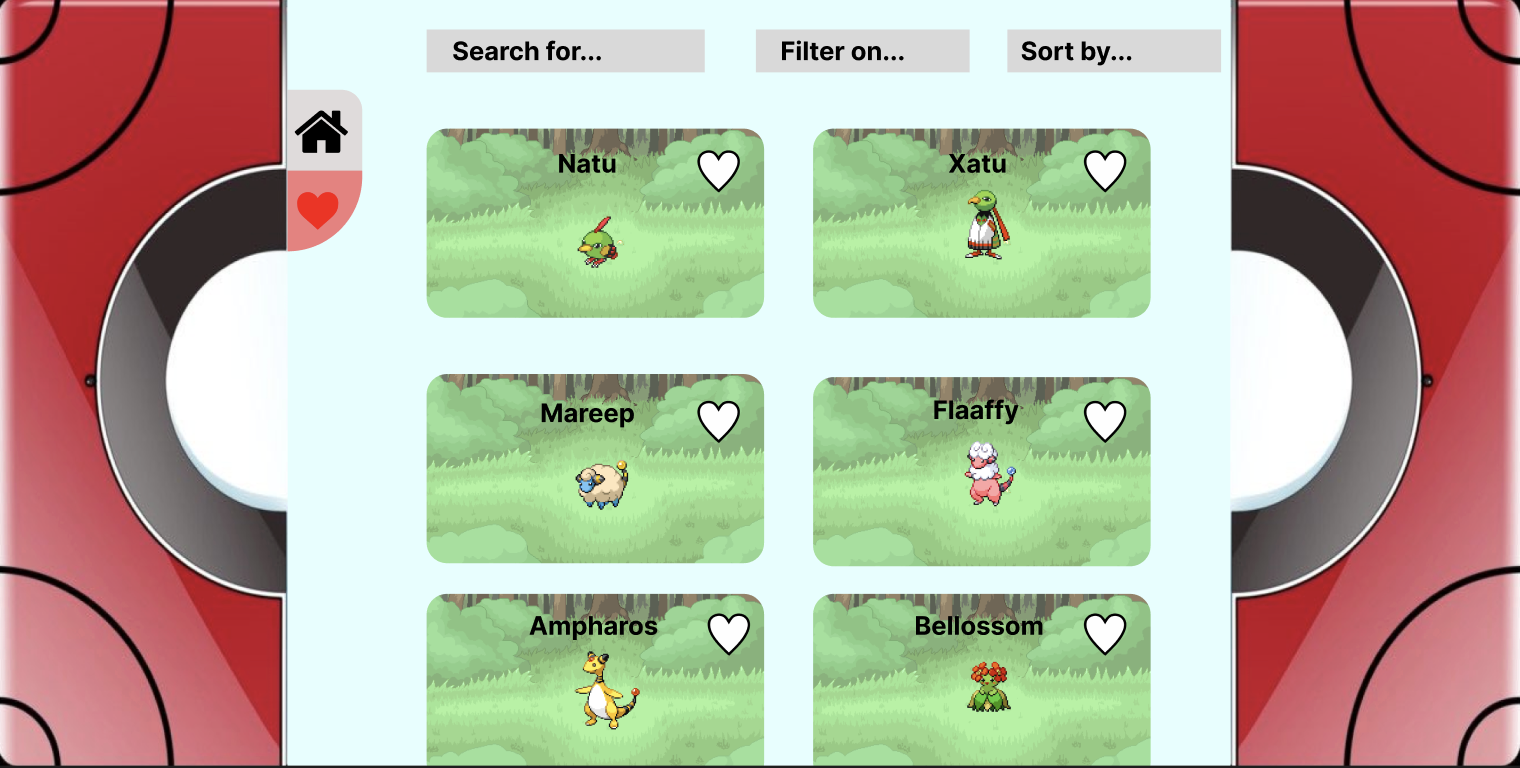 Search for...
Filter on...
Sort by...
Natu
Xatu
Mareep
Flaaffy
Ampharos
Bellossom